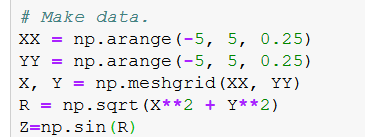 # Make data.
XX = np.arange(-5, 5, 0.25)
YY = np.arange(-5, 5, 0.25)
X, Y = np.meshgrid(XX, YY)
R = np.sqrt(X**2 + Y**2)
Z=np.sin(R)